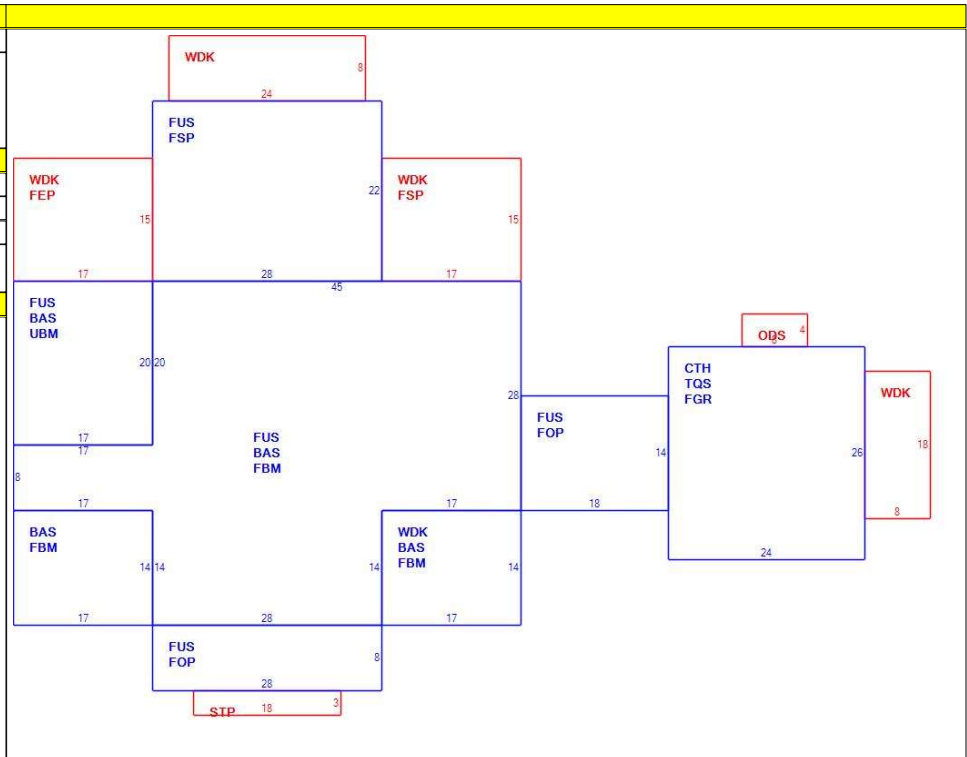 WDK
8
24
FUS
FSP
22
WDK
FEP
15
17
WDK
FSP
15
17
28
45
FUS
BAS
UBM
20
20
17
17
8
FUS
BAS
FBM
28
17
FUS
FOP
14
18
ODS
4
8
CTH
TQS
FGR
26
24
WDK
18
8
17
BAS
FBM
14
14
17
WDK
BAS
FBM
14
14
17
28
FUS
FOP
8
28
STP
18
3